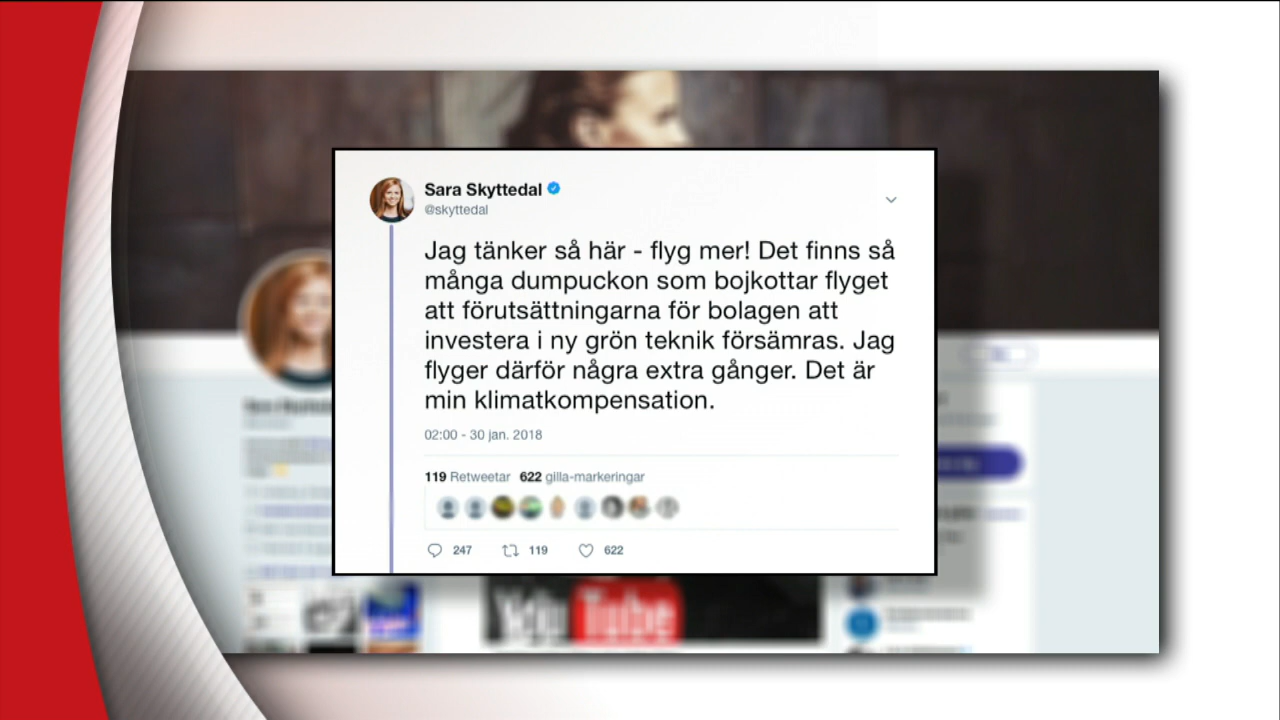 Sara Skyttedal
@skyttedal
Jag tänker så här - flyg mer! Det finns så
många dumpuckon som bojkottar flyget
att förutsättningarna för bolagen att
investera i ny grön teknik försämras. Jag
flyger därför några extra gånger. Det är
min klimatkompensation.
02:00 - 30 jan. 2018
119 Retweetar 622 gilla-markeringar
247 119 622
You Tube